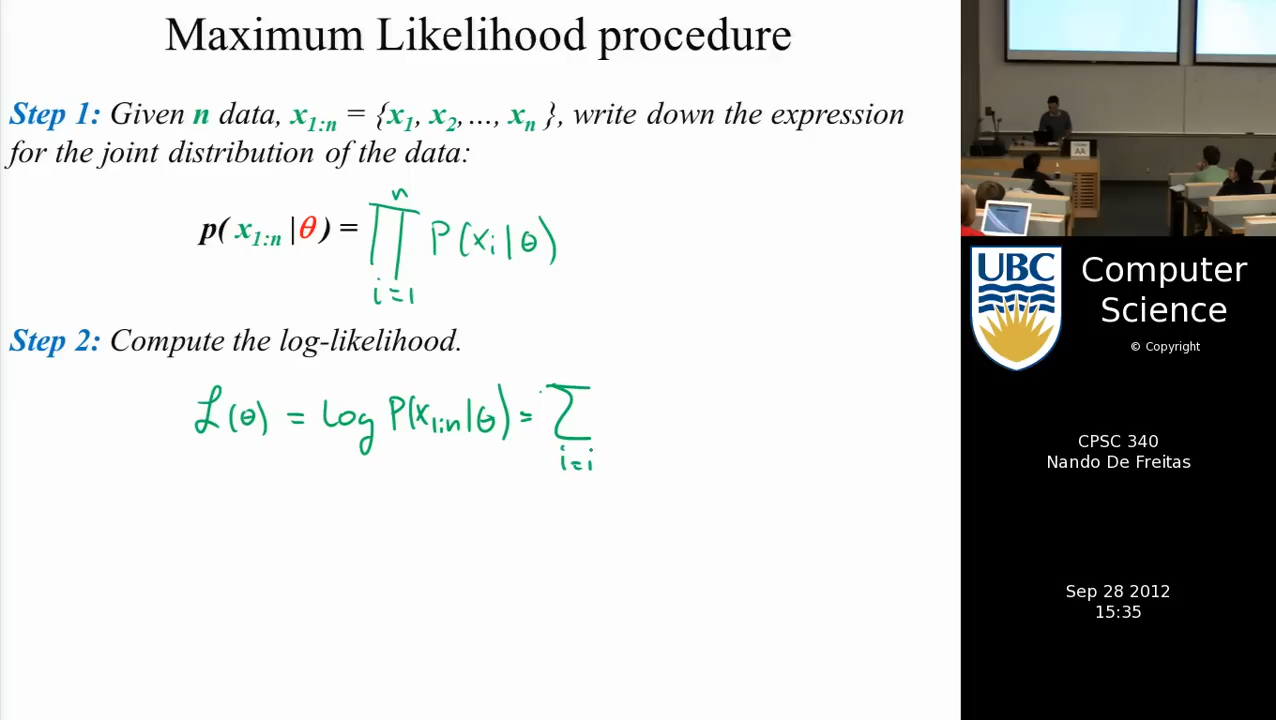 Maximum Likelihood procedure
Step 1: Given n data, x1:n = {x1, x2,..., xn }, write down the expression
for the joint distribution of the data:
p( x1:n |θ ) = ∏ n i=1 P(xi|θ)
Step 2: Compute the log-likelihood.
ℒ(θ) = log P(x1:n|θ) = ∑ i=i
UBC
Computer
Science
© Copyright
CPSC 340
Nando De Freitas
Sep 28 2012
15:35